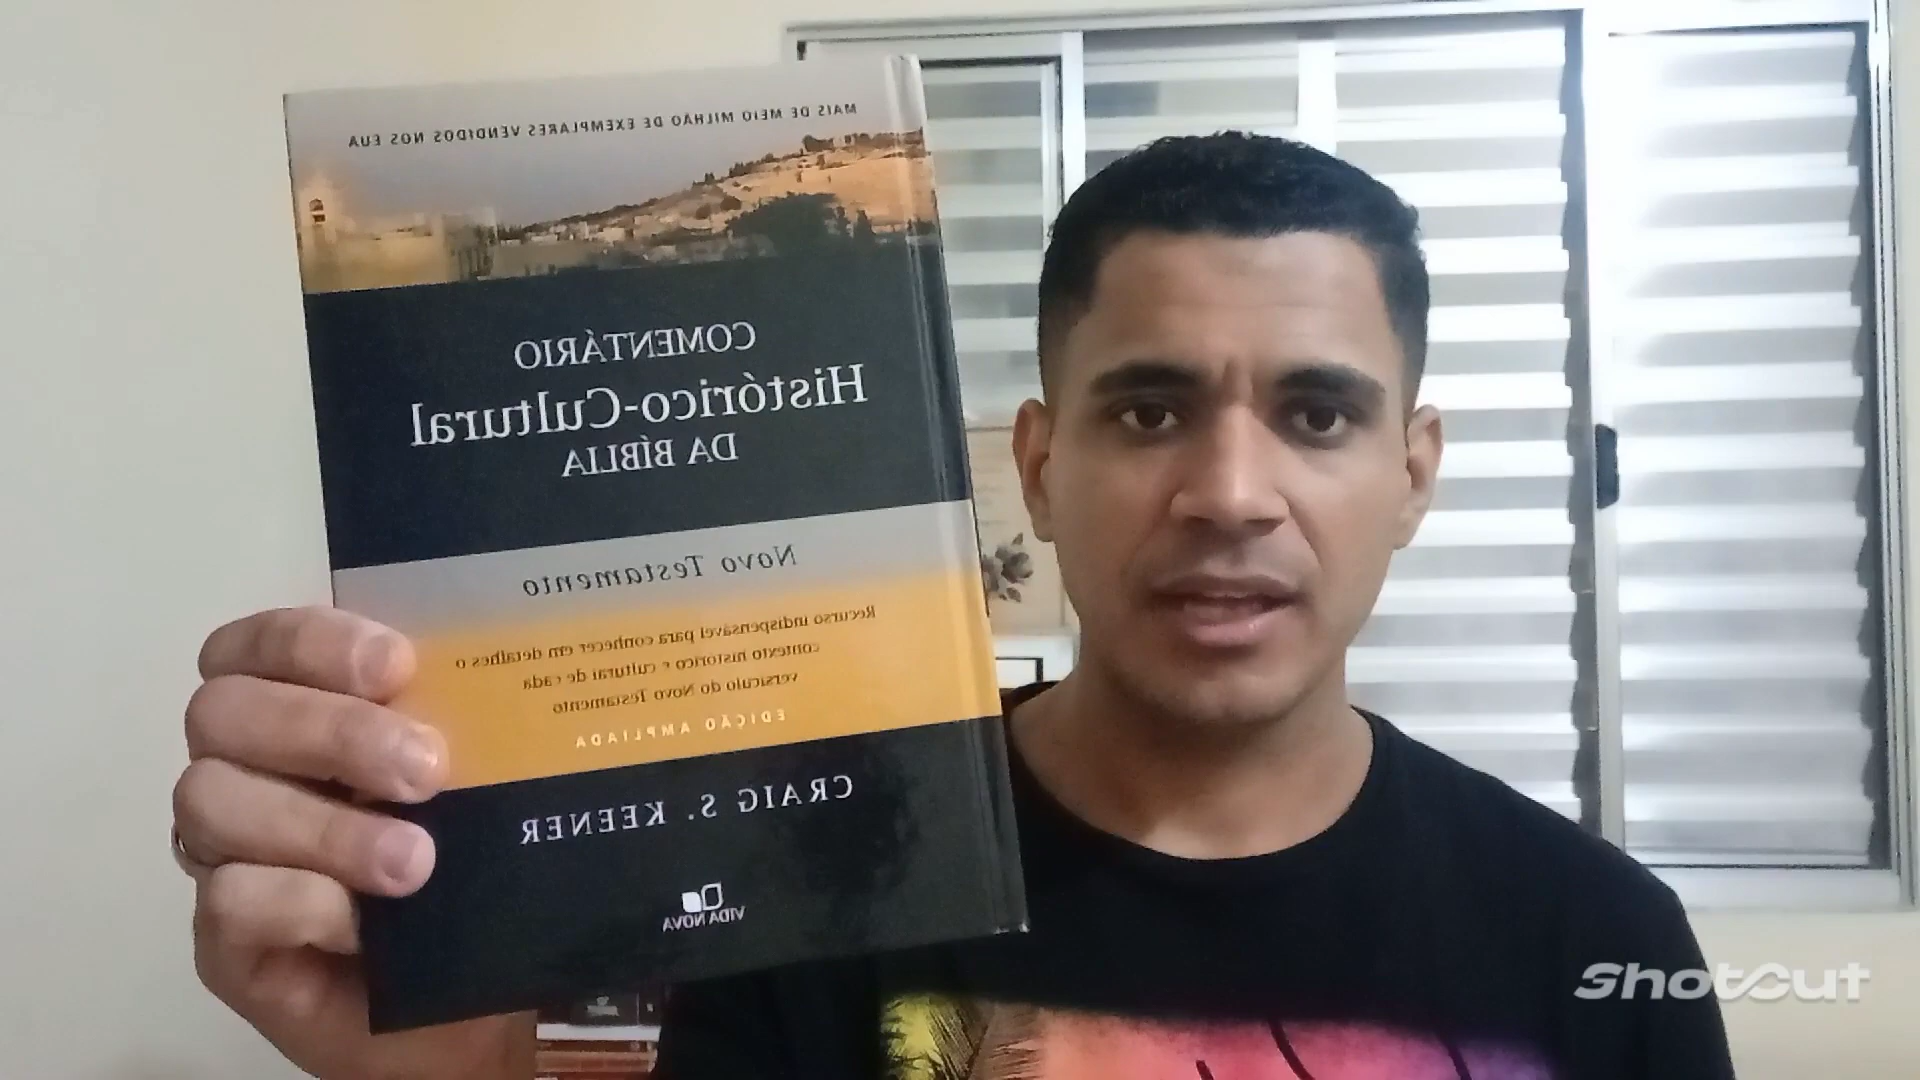 MAIS DE MEIO MILHÃO DE EXEMPLARES VENDIDOS NOS EUA
COMENTÁRIO
Histórico-Cultural
DA BÍBLIA
Novo Testamento
Recurso indispensável para conhecer em detalhes o
contexto histórico e cultural de cada
versículo do Novo Testamento
EDIÇÃO AMPLIADA
CRAIG S. KEENER
VIDA NOVA
ShotCut